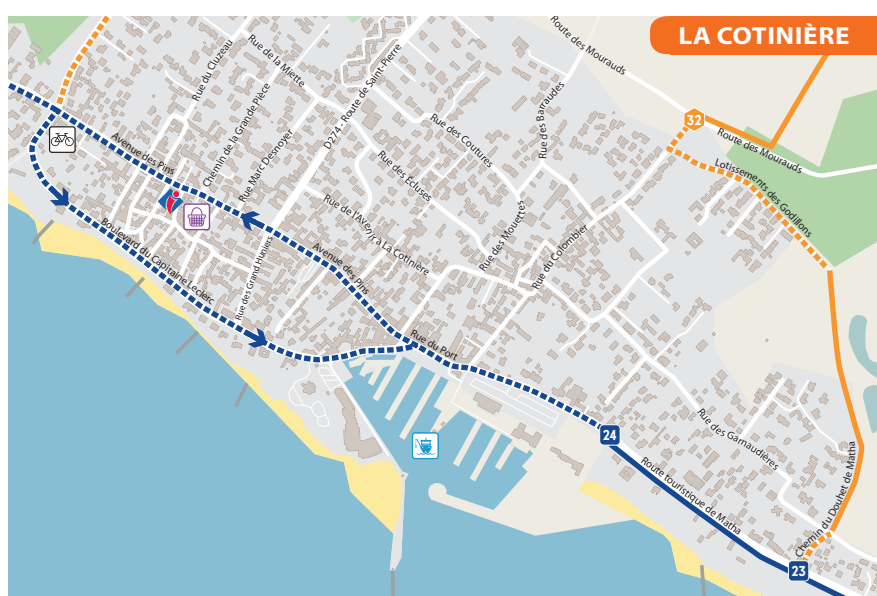 LA COTINIÈRE
Route des Mourauds
Rue du Cluzeau
Rue de la Miette
D274 - Route de Saint-Pierre
Rue des Barraudes
32
Route des Mourauds
Chemin de la Grande Pièce
Rue des Coutures
Avenue des Pins
Rue Marc Desnoyer
Rue des Écluses
Lotissements des Godillons
Rue de l'Avenir
à La Cotinière
Rue des Mouettes
Rue du Colombier
Boulevard du Capitaine Leclerc
Rue des Grand Huniers
Avenue des Pins
Rue du Port
24
Rue des Gamaudières
Route touristique de Matha
Chemin du Douhet de Matha
23